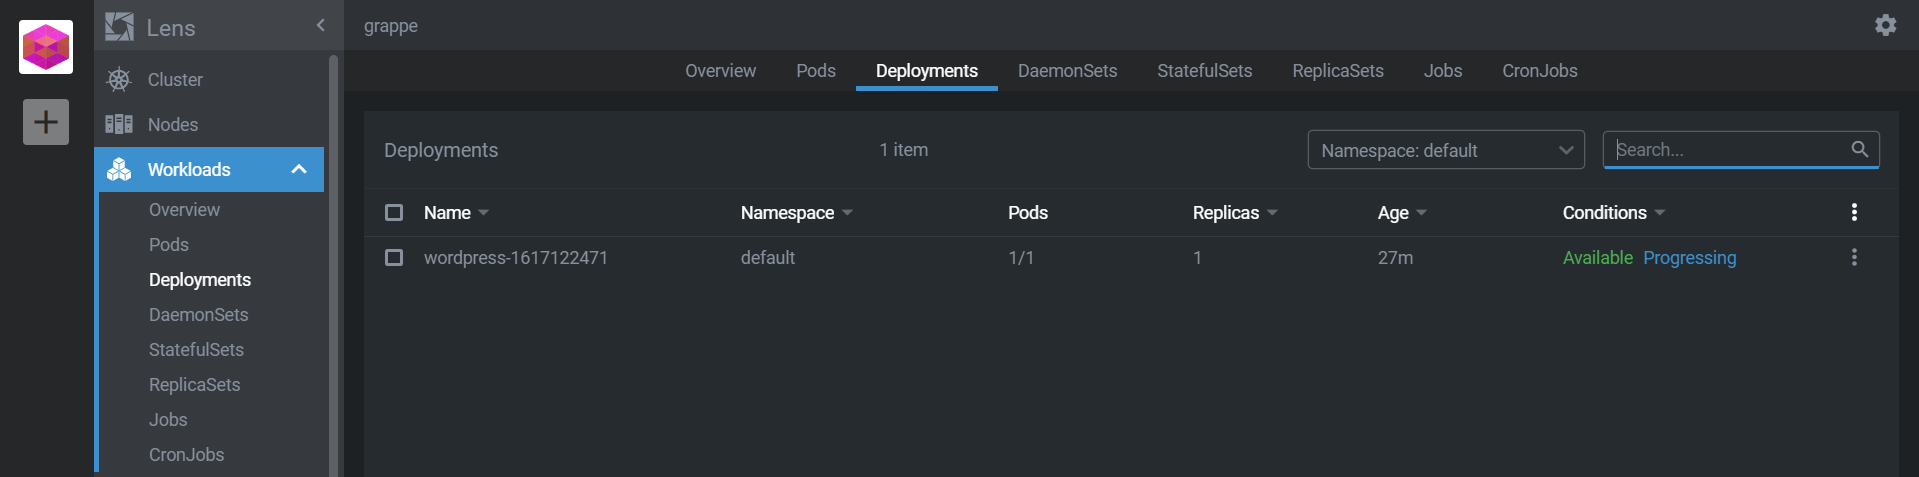 Lens
Cluster
Nodes
Workloads
Overview
Pods
Deployments
DaemonSets
StatefulSets
ReplicaSets
Jobs
CronJobs
grappe
Overview Pods Deployments DaemonSets StatefulSets ReplicaSets Jobs CronJobs
Deployments 1 item Namespace: default Search...
Name Namespace Pods Replicas Age Conditions
wordpress-1617122471 default 1/1 1 27m Available Progressing